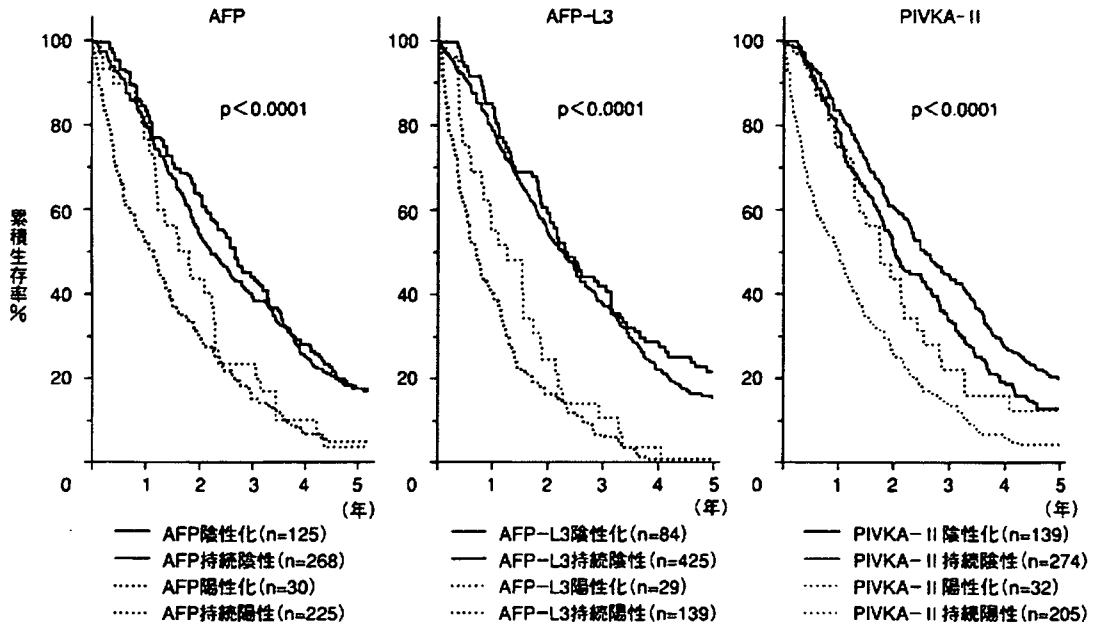 AFP
AFP-L3
PIVKA-II
100
80
60
40
20
0
累積生存率%
p<0.0001
1
2
3
4
5
(年)
100
80
60
40
20
0
p<0.0001
1
2
3
4
5
(年)
100
80
60
40
20
0
p<0.0001
1
2
3
4
5
(年)
AFP陰性化(n=125)
AFP持続陰性(n=268)
AFP陽性化(n=30)
AFP持続陽性(n=225)
AFP-L3陰性化(n=84)
AFP-L3持続陰性(n=425)
AFP-L3陽性化(n=29)
AFP-L3持続陽性(n=139)
PIVKA-II陰性化(n=139)
PIVKA-II持続陰性(n=274)
PIVKA-II陽性化(n=32)
PIVKA-II持続陽性(n=205)